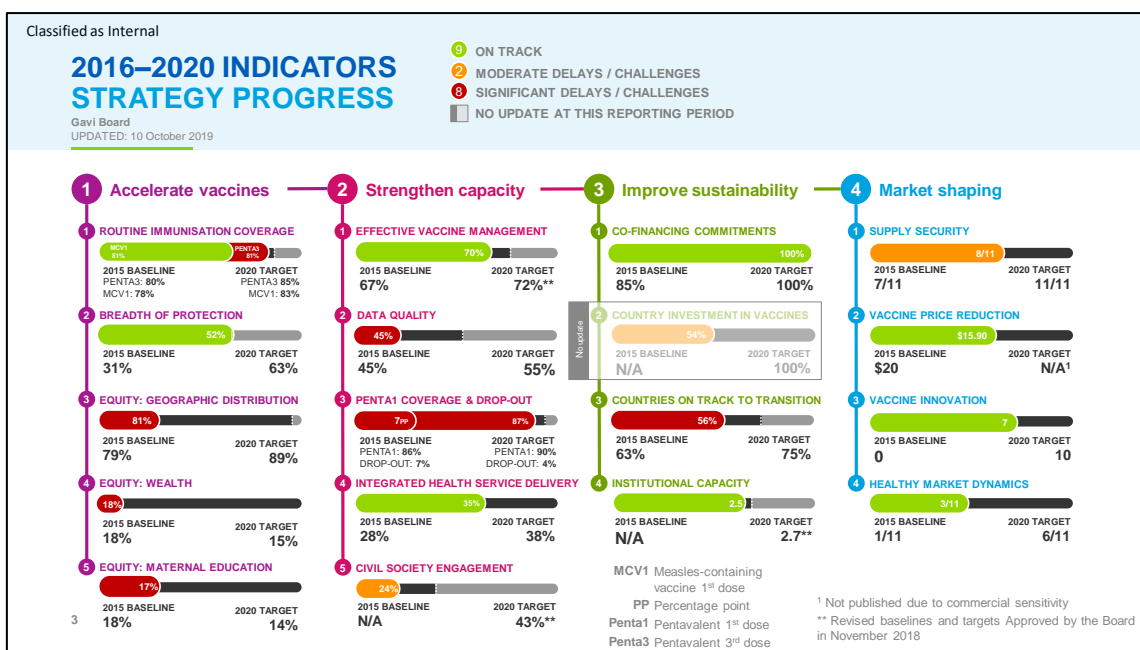 Classified as Internal
2016–2020 INDICATORS
STRATEGY PROGRESS
Gavi Board
UPDATED: 10 October 2019
9 ON TRACK
2 MODERATE DELAYS / CHALLENGES
8 SIGNIFICANT DELAYS / CHALLENGES
NO UPDATE AT THIS REPORTING PERIOD
1 Accelerate vaccines
1 ROUTINE IMMUNISATION COVERAGE
MCV1 PENTA3
81% 81%
2015 BASELINE 2020 TARGET
PENTA3: 80% PENTA3 85%
MCV1: 78% MCV1: 83%
2 BREADTH OF PROTECTION
52%
2015 BASELINE 2020 TARGET
31% 63%
3 EQUITY: GEOGRAPHIC DISTRIBUTION
81%
2015 BASELINE 2020 TARGET
79% 89%
4 EQUITY: WEALTH
18%
2015 BASELINE 2020 TARGET
18% 15%
5 EQUITY: MATERNAL EDUCATION
17%
2015 BASELINE 2020 TARGET
18% 14%
2 Strengthen capacity
1 EFFECTIVE VACCINE MANAGEMENT
70%
2015 BASELINE 2020 TARGET
67% 72%**
2 DATA QUALITY
45%
2015 BASELINE 2020 TARGET
45% 55%
3 PENTA1 COVERAGE & DROP-OUT
7PP 87%
2015 BASELINE 2020 TARGET
PENTA1: 86% PENTA1: 90%
DROP-OUT: 7% DROP-OUT: 4%
4 INTEGRATED HEALTH SERVICE DELIVERY
35%
2015 BASELINE 2020 TARGET
28% 38%
5 CIVIL SOCIETY ENGAGEMENT
24%
2015 BASELINE 2020 TARGET
N/A 43%**
3 Improve sustainability
1 CO-FINANCING COMMITMENTS
100%
2015 BASELINE 2020 TARGET
85% 100%
No update
2 COUNTRY INVESTMENT IN VACCINES
54%
2015 BASELINE 2020 TARGET
N/A 100%
3 COUNTRIES ON TRACK TO TRANSITION
56%
2015 BASELINE 2020 TARGET
63% 75%
4 INSTITUTIONAL CAPACITY
2.5
2015 BASELINE 2020 TARGET
N/A 2.7**
4 Market shaping
1 SUPPLY SECURITY
8/11
2015 BASELINE 2020 TARGET
7/11 11/11
2 VACCINE PRICE REDUCTION
$15.90
2015 BASELINE 2020 TARGET
$20 N/A¹
3 VACCINE INNOVATION
7
2015 BASELINE 2020 TARGET
0 10
4 HEALTHY MARKET DYNAMICS
3/11
2015 BASELINE 2020 TARGET
1/11 6/11
MCV1 Measles-containing
vaccine 1st dose
PP Percentage point
Penta1 Pentavalent 1st dose
Penta3 Pentavalent 3rd dose
¹ Not published due to commercial sensitivity
** Revised baselines and targets Approved by the Board
in November 2018
3